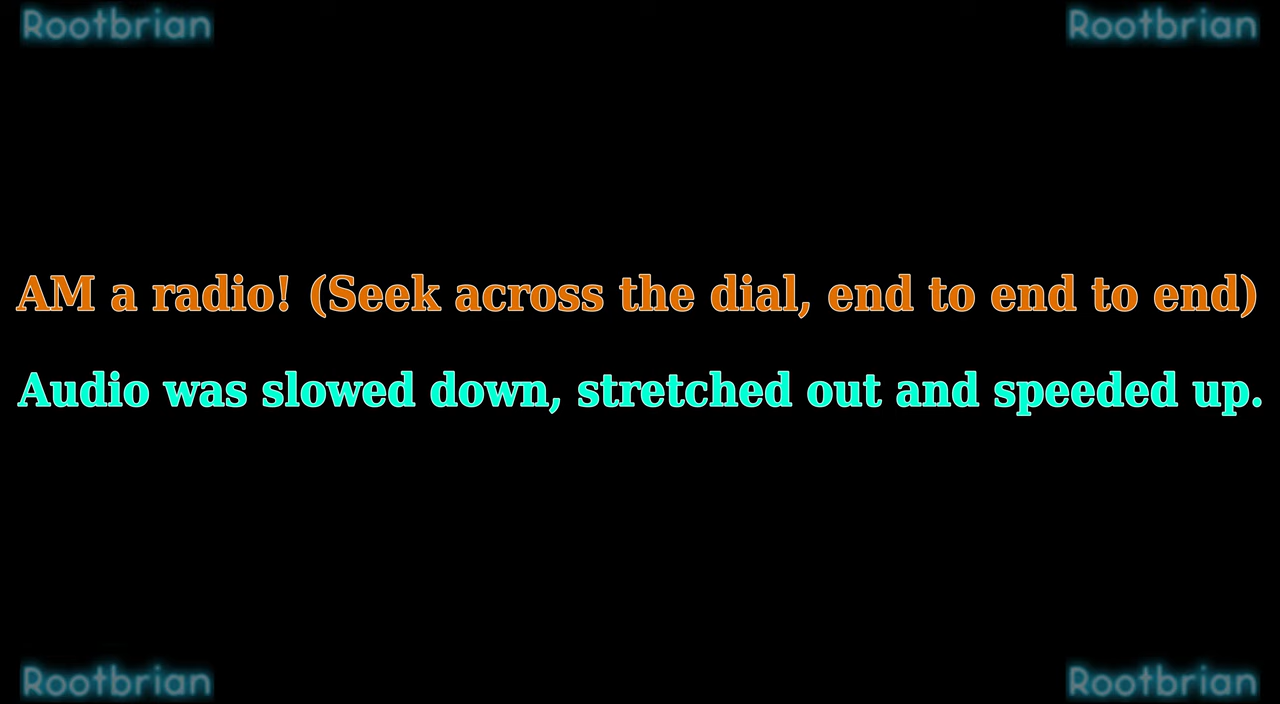 Rootbrian Rootbrian
AM a radio! (Seek across the dial, end to end to end)
Audio was slowed down, stretched out and speeded up.
Rootbrian Rootbrian